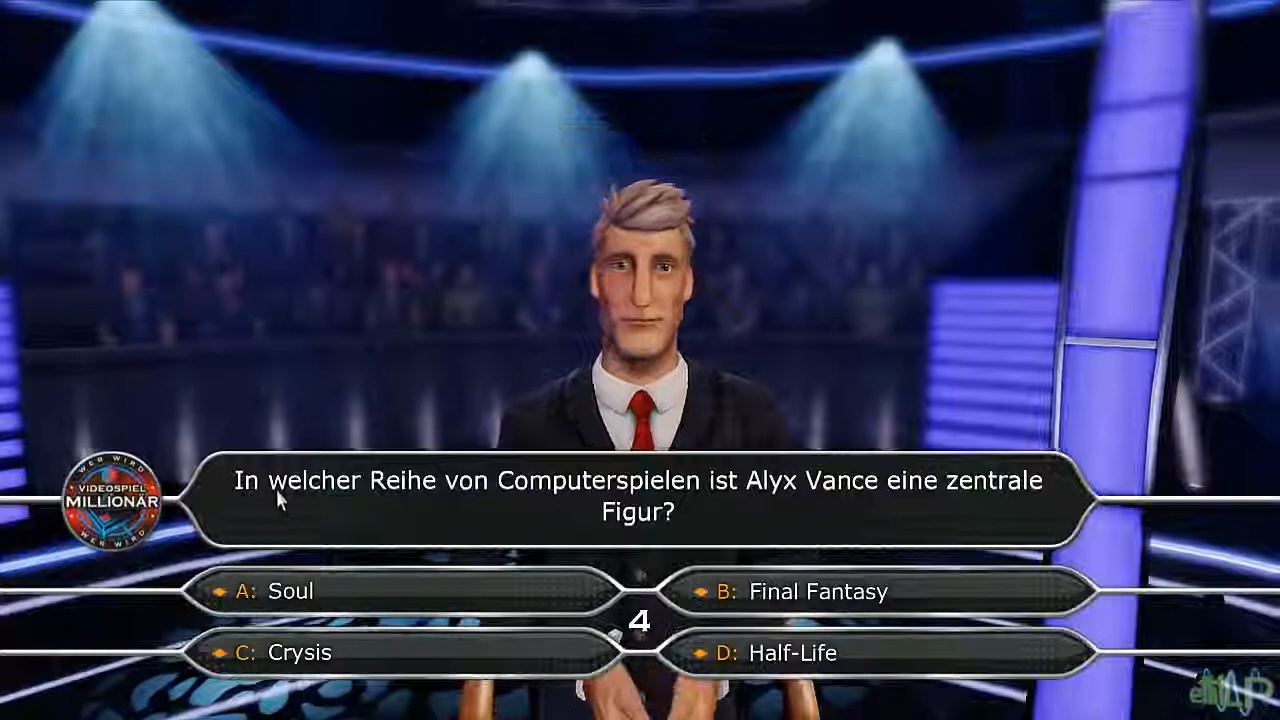 In welcher Reihe von Computerspielen ist Alyx Vance eine zentrale
Figur?
WER WIRD
VIDEOSPIEL
MILLIONÄR
WER WIRD
A: Soul
B: Final Fantasy
4
C: Crysis
D: Half-Life